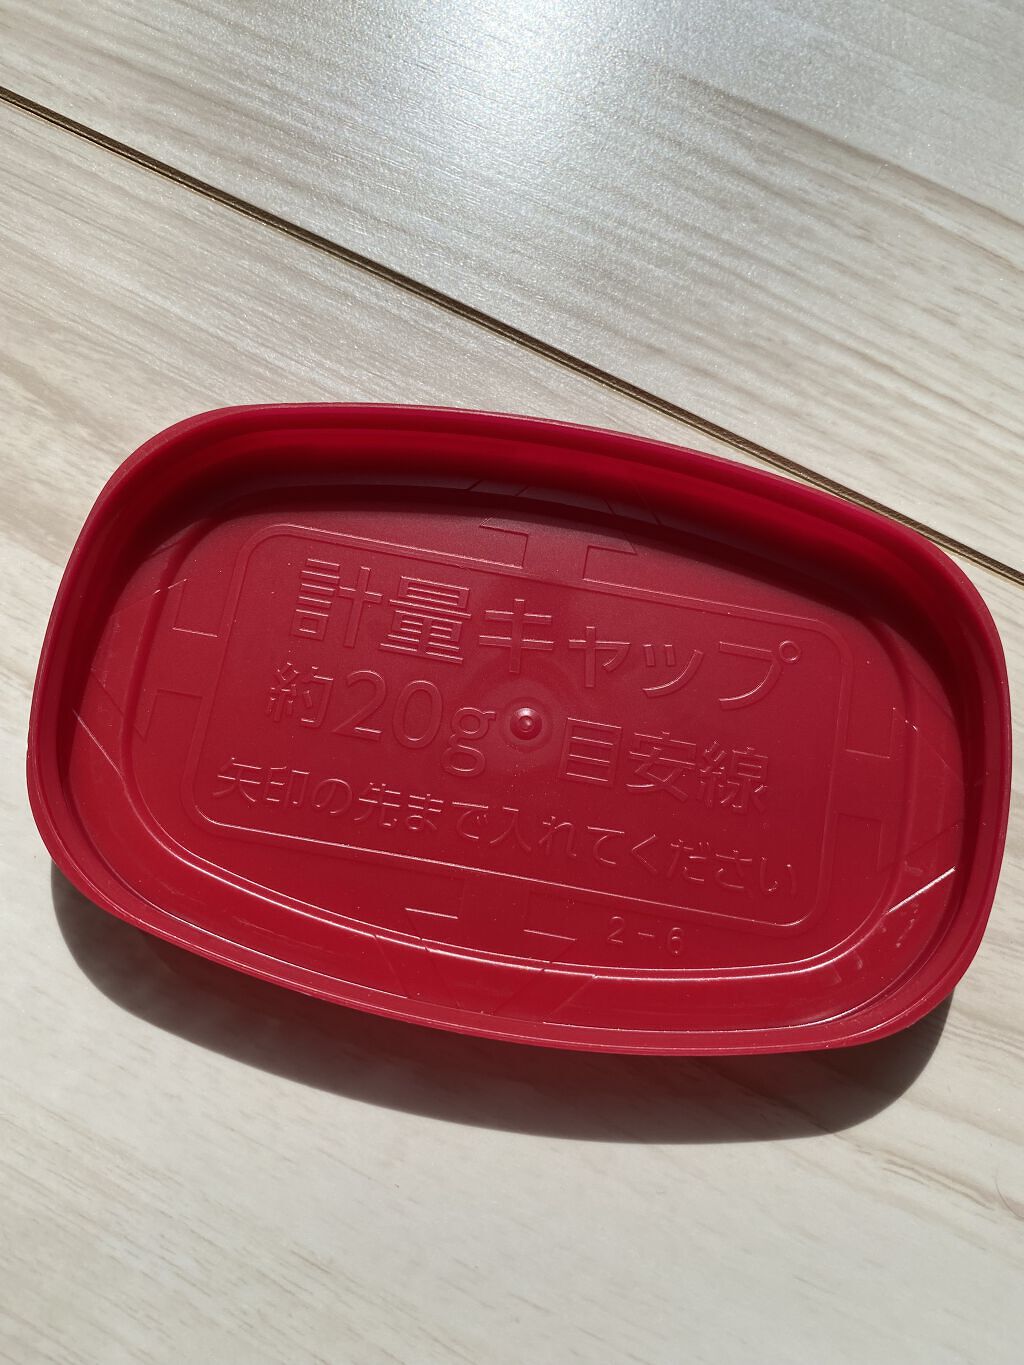 計量キャップ
約20g 目安線
矢印の先まで入れてください
2-6